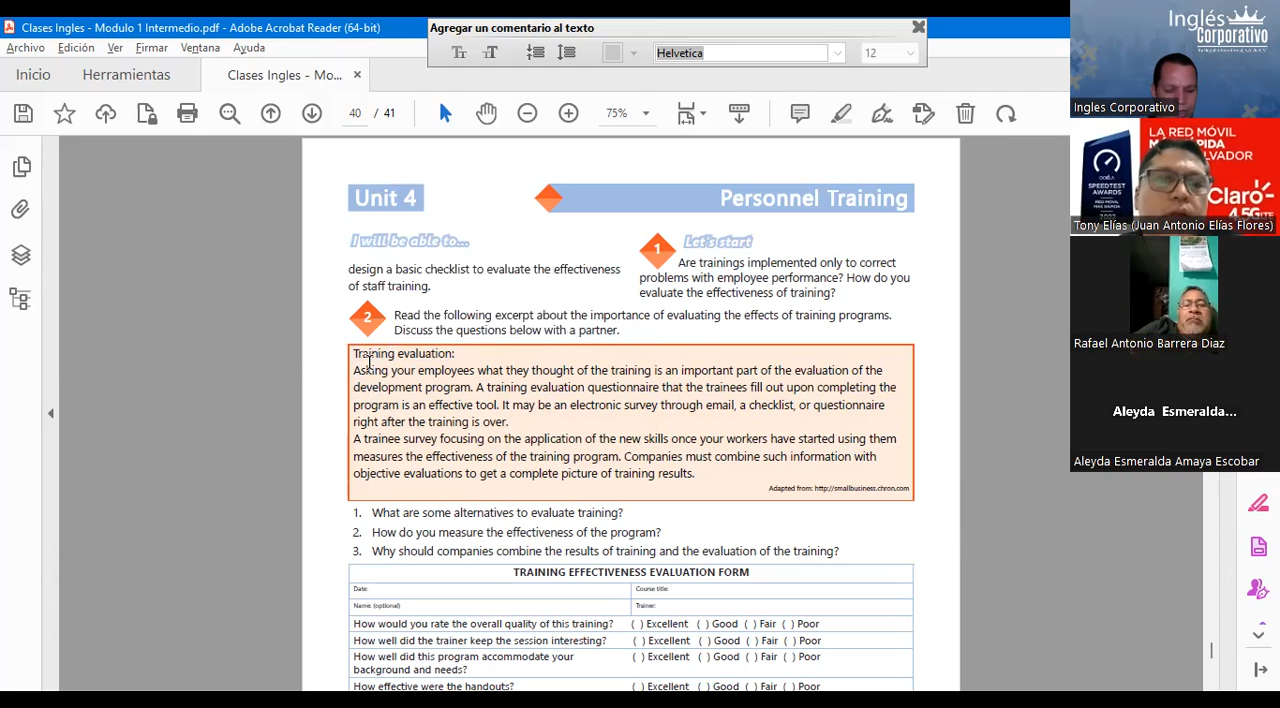 Clases Ingles - Modulo 1 Intermedio.pdf - Adobe Acrobat Reader (64-bit)
Agregar un comentario al texto
Archivo Edición Ver Firmar Ventana Ayuda
Helvetica 12
Inicio Herramientas Clases Ingles - Mo...
40 / 41 75%
Unit 4
Personnel Training
I will be able to...
design a basic checklist to evaluate the effectiveness
of staff training.
1 Let's start
Are trainings implemented only to correct
problems with employee performance? How do you
evaluate the effectiveness of training?
2 Read the following excerpt about the importance of evaluating the effects of training programs.
Discuss the questions below with a partner.
Training evaluation:
Asking your employees what they thought of the training is an important part of the evaluation of the
development program. A training evaluation questionnaire that the trainees fill out upon completing the
program is an effective tool. It may be an electronic survey through email, a checklist, or questionnaire
right after the training is over.
A trainee survey focusing on the application of the new skills once your workers have started using them
measures the effectiveness of the training program. Companies must combine such information with
objective evaluations to get a complete picture of training results.
Adapted from: http://smallbusiness.chron.com
1. What are some alternatives to evaluate training?
2. How do you measure the effectiveness of the program?
3. Why should companies combine the results of training and the evaluation of the training?
TRAINING EFFECTIVENESS EVALUATION FORM
Date: Course title:
Name: (optional) Trainer:
How would you rate the overall quality of this training? ( ) Excellent ( ) Good ( ) Fair ( ) Poor
How well did the trainer keep the session interesting? ( ) Excellent ( ) Good ( ) Fair ( ) Poor
How well did this program accommodate your
background and needs? ( ) Excellent ( ) Good ( ) Fair ( ) Poor
How effective were the handouts? ( ) Excellent ( ) Good ( ) Fair ( ) Poor
Inglés
Corporativo
Ingles Corporativo
LA RED MÓVIL
SPEEDTEST
AWARDS
Claro
4.5G
Tony Elías (Juan Antonio Elías Flores)
Rafael Antonio Barrera Diaz
Aleyda Esmeralda...
Aleyda Esmeralda Amaya Escobar